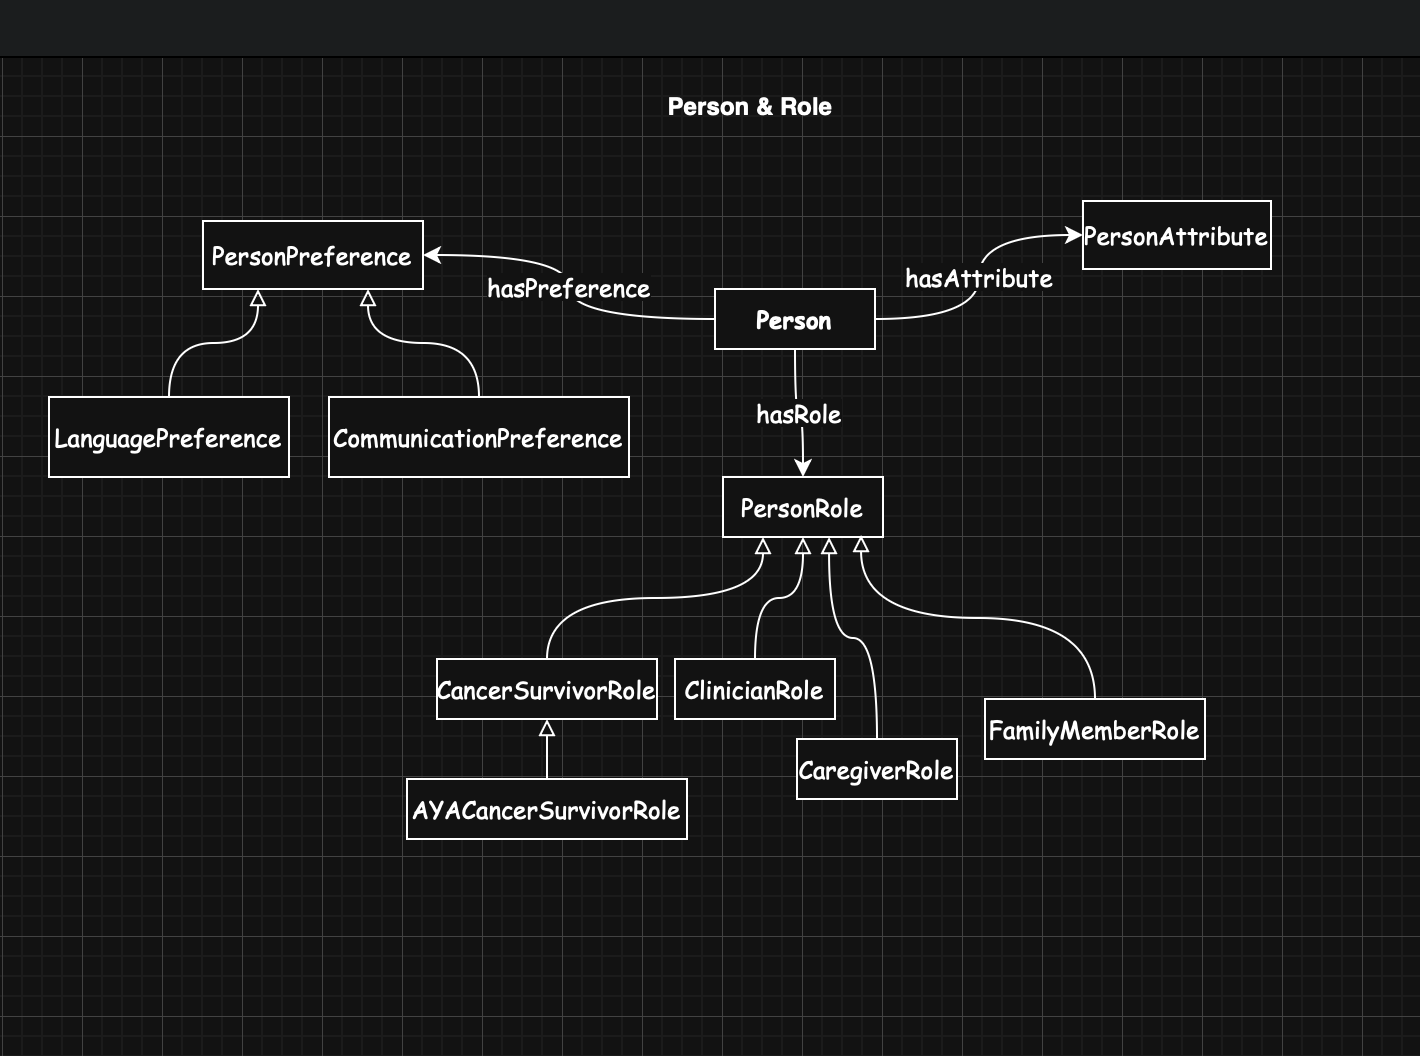 Person & Role
PersonPreference
PersonAttribute
hasPreference
hasAttribute
Person
hasRole
LanguagePreference
CommunicationPreference
PersonRole
CancerSurvivorRole
ClinicianRole
FamilyMemberRole
CaregiverRole
AYACancerSurvivorRole